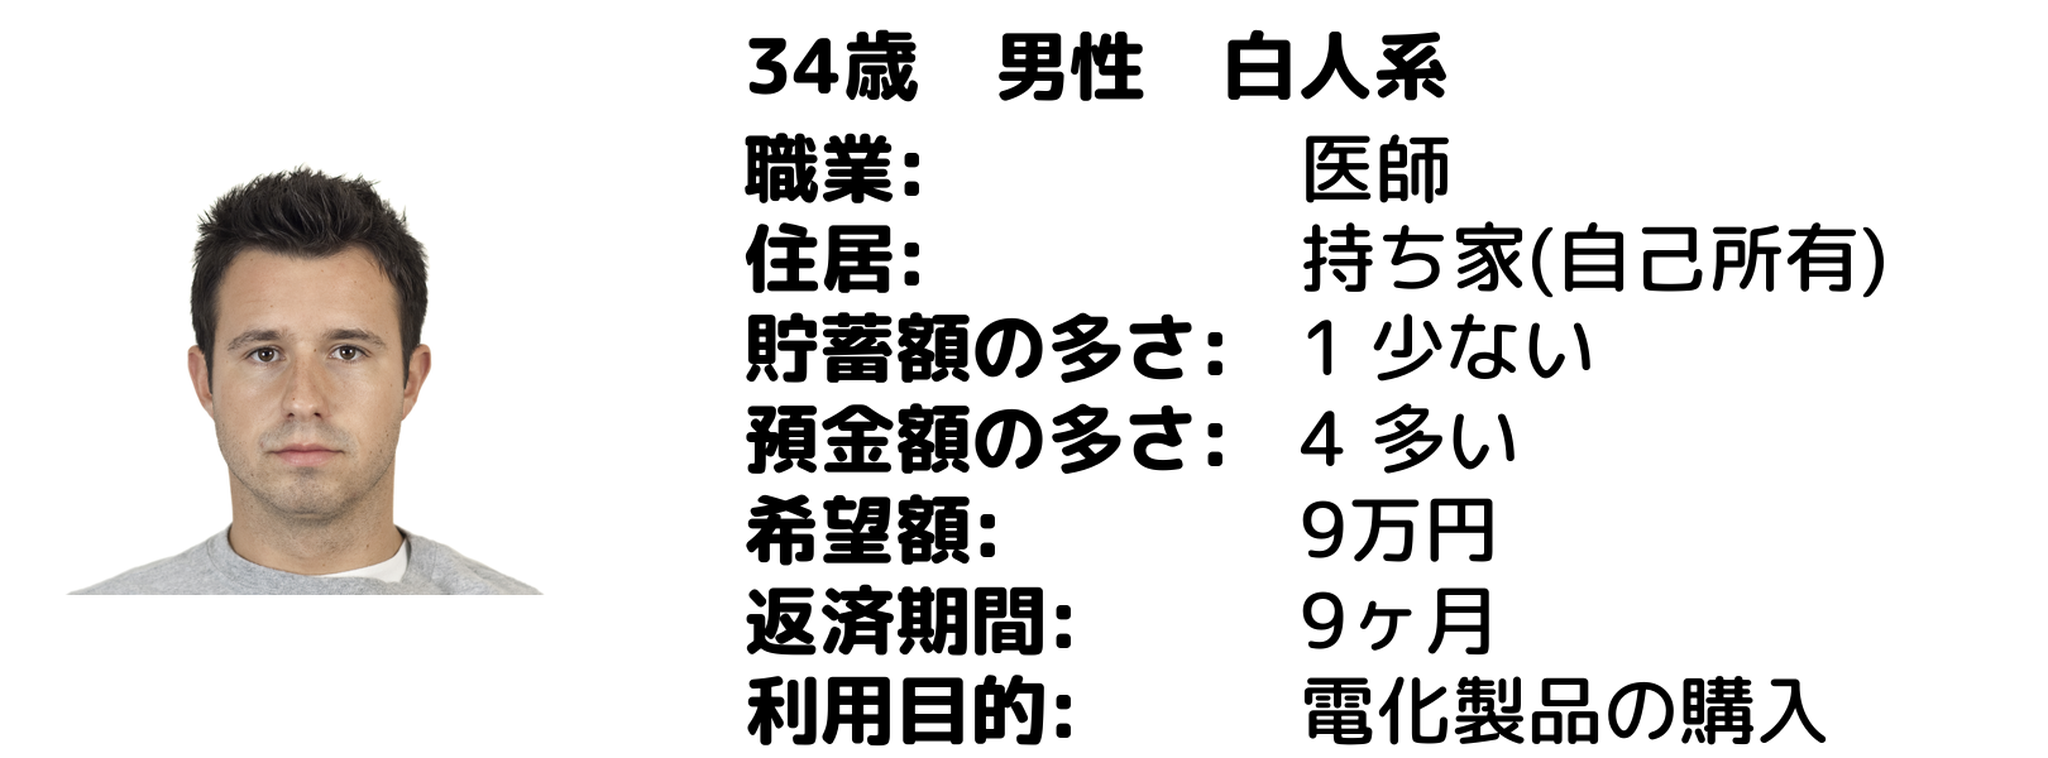 34歳　男性　白人系
職業: 医師
住居: 持ち家(自己所有)
貯蓄額の多さ: 1 少ない
預金額の多さ: 4 多い
希望額: 9万円
返済期間: 9ヶ月
利用目的: 電化製品の購入